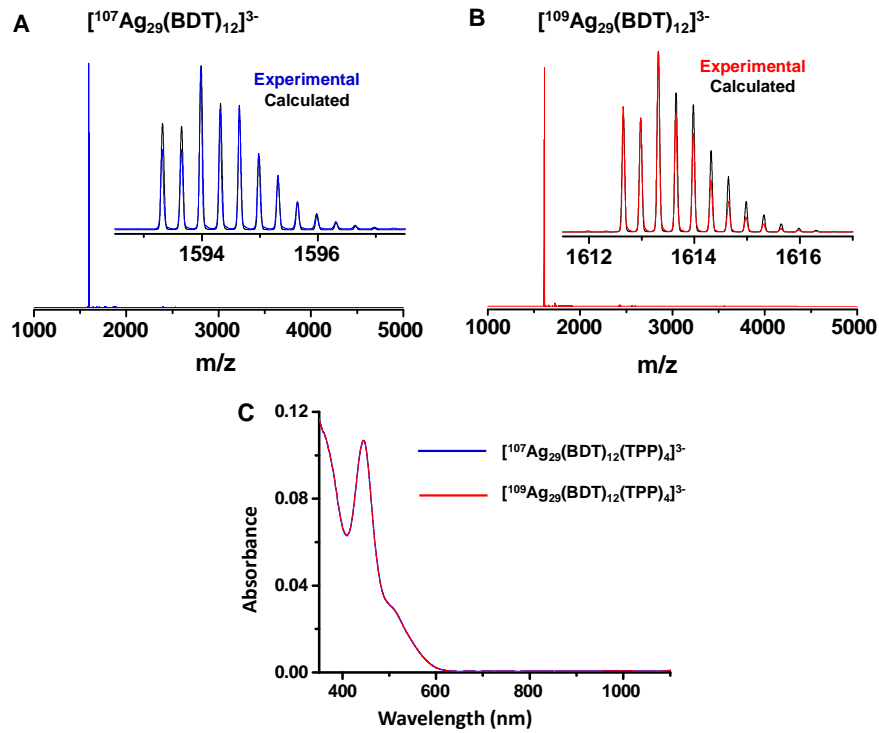 A [¹⁰⁷Ag₂₉(BDT)₁₂]³⁻
Experimental
Calculated
1594 1596
1000 2000 3000 4000 5000
m/z
B [¹⁰⁹Ag₂₉(BDT)₁₂]³⁻
Experimental
Calculated
1612 1614 1616
1000 2000 3000 4000 5000
m/z
C
0.12
0.08
0.04
0.00
Absorbance
[¹⁰⁷Ag₂₉(BDT)₁₂(TPP)₄]³⁻
[¹⁰⁹Ag₂₉(BDT)₁₂(TPP)₄]³⁻
400 600 800 1000
Wavelength (nm)